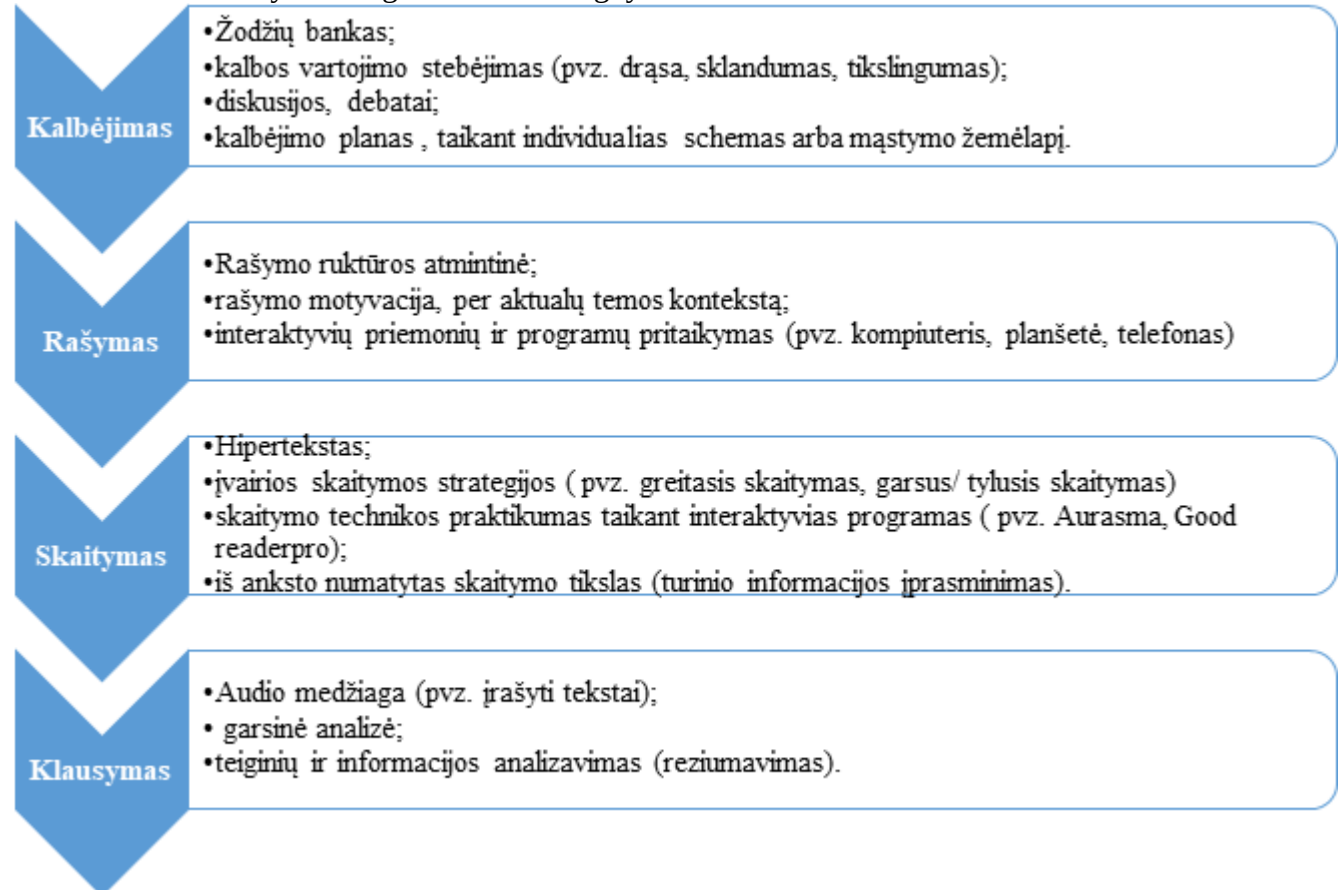 •Žodžių bankas;
•kalbos vartojimo stebėjimas (pvz. drąsa, sklandumas, tikslingumas);
•diskusijos, debatai;
•kalbėjimo planas , taikant individualias schemas arba mąstymo žemėlapį.
Kalbėjimas
•Rašymo ruktūros atmintinė;
•rašymo motyvacija, per aktualų temos kontekstą;
•interaktyvių priemonių ir programų pritaikymas (pvz. kompiuteris, planšetė, telefonas)
Rašymas
•Hipertekstas;
•įvairios skaitymos strategijos ( pvz. greitasis skaitymas, garsus/ tylusis skaitymas)
•skaitymo technikos praktikumas taikant interaktyvias programas ( pvz. Aurasma, Good
readerpro);
•iš anksto numatytas skaitymo tikslas (turinio informacijos įprasminimas).
Skaitymas
•Audio medžiaga (pvz. įrašyti tekstai);
• garsinė analizė;
•teiginių ir informacijos analizavimas (reziumavimas).
Klausymas